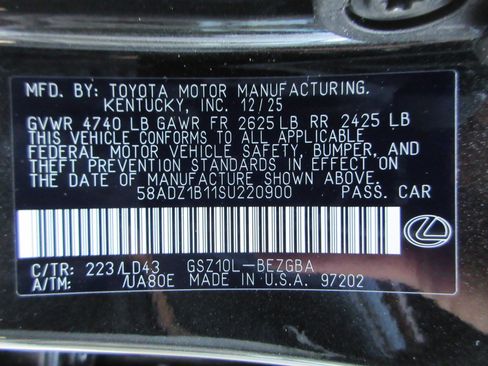 MFD. BY: TOYOTA MOTOR MANUFACTURING.
KENTUCKY, INC. 12/25
GVWR 4740 LB GAWR FR 2625 LB RR 2425 LB
THIS VEHICLE CONFORMS TO ALL APPLICABLE
FEDERAL MOTOR VEHICLE SAFETY, BUMPER, AND
THEFT PREVENTION STANDARDS IN EFFECT ON
THE DATE OF MANUFACTURE SHOWN ABOVE.
58ADZ1B11SU220900 PASS. CAR
C/TR: 223/LD43 GSZ10L-BEZGBA
A/TM: /UA80E MADE IN U.S.A. 97202